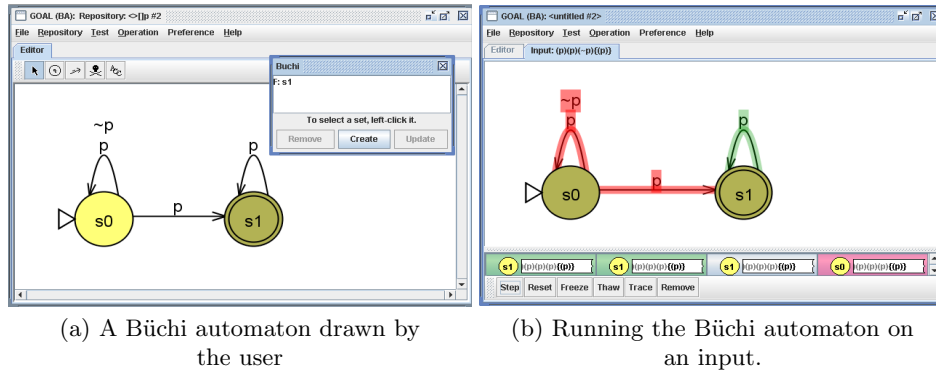 GOAL (BA): Repository: <>[]p #2
File Repository Test Operation Preference Help
Editor
Buchi
F: s1
To select a set, left-click it.
Remove Create Update
~p
p
p
s0
p
s1
(a) A Büchi automaton drawn by
the user
GOAL (BA): <untitled #2>
File Repository Test Operation Preference Help
Editor Input: (p)(p)(~p){(p)}
~p
p
p
s0
p
s1
s1 (p)(p)(p){(p)} s1 (p)(p)(p){(p)} s1 (p)(p)(p){(p)} s0 (p)(p)(p){(p)}
Step Reset Freeze Thaw Trace Remove
(b) Running the Büchi automaton on
an input.